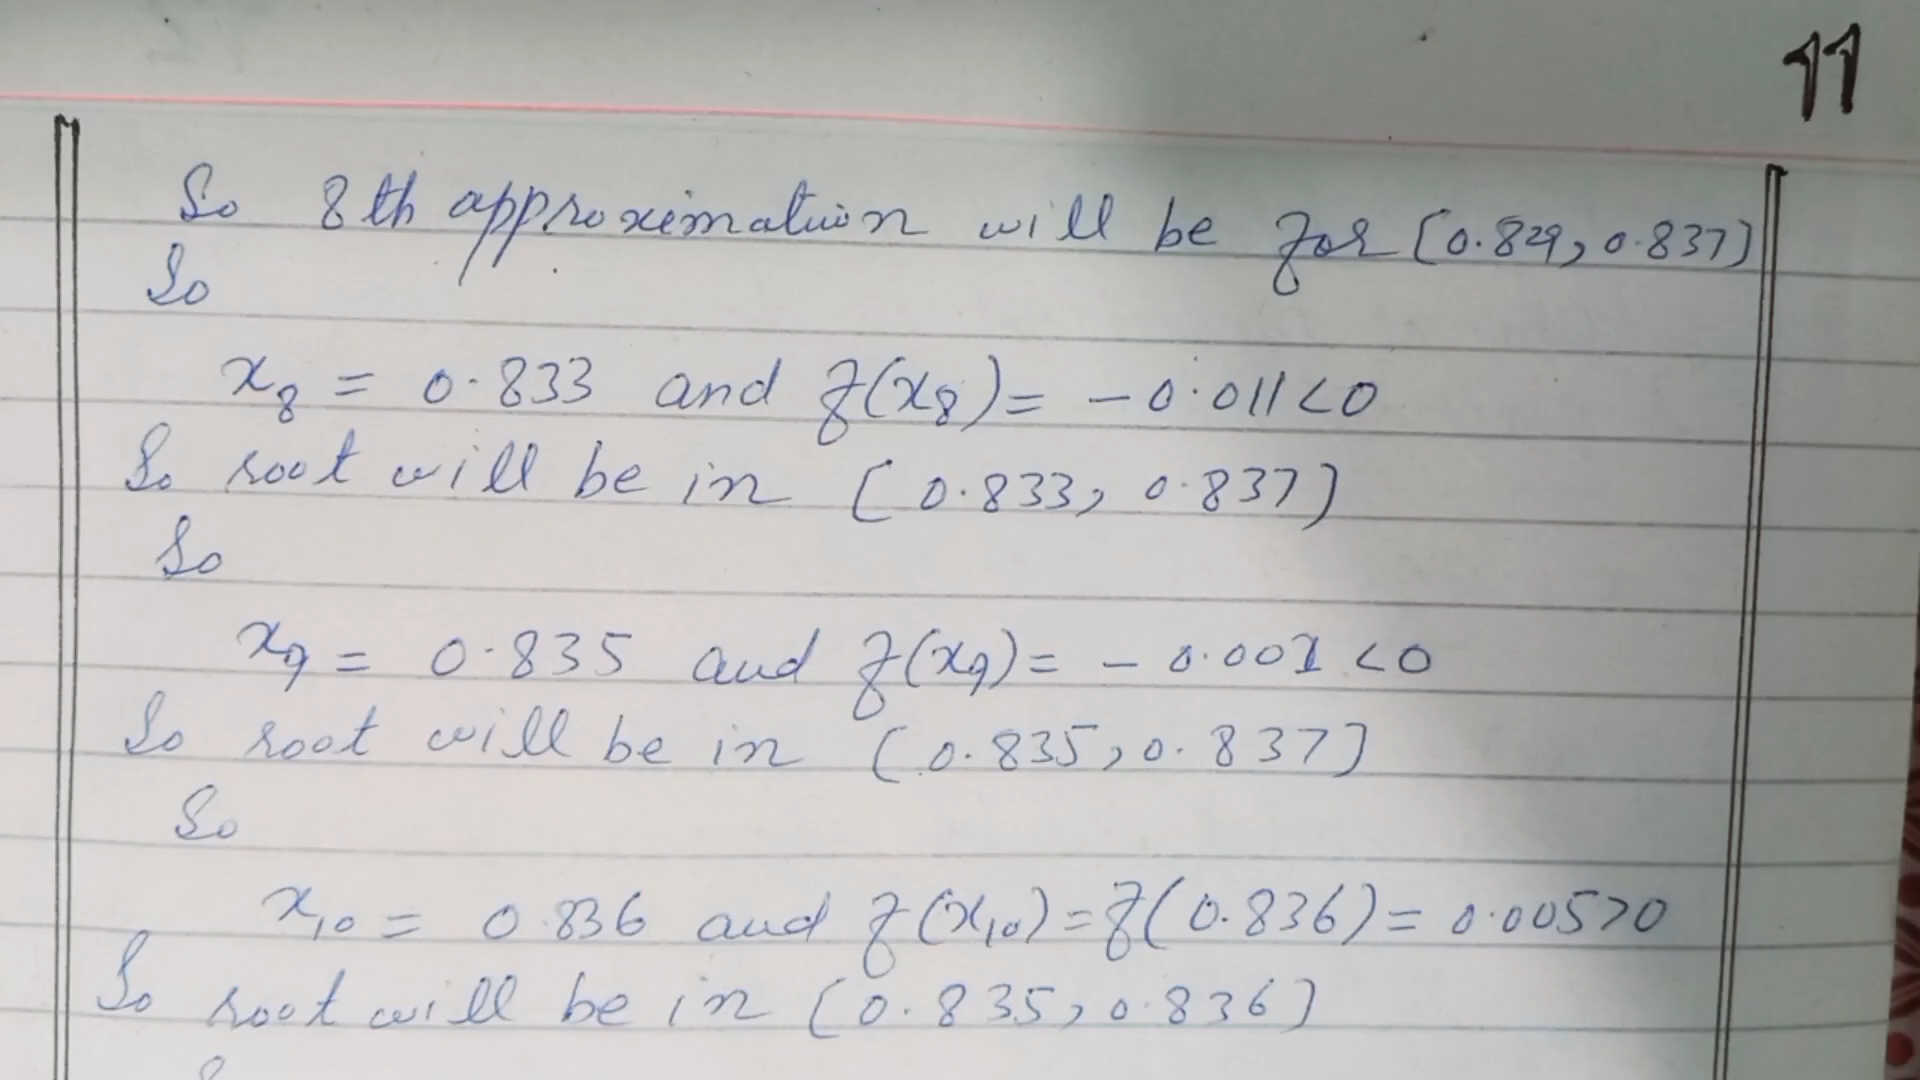 11
So 8th approximation will be for [0.829, 0.837]
So
x₈ = 0.833 and f(x₈) = -0.011<0
So root will be in [0.833, 0.837]
So
x₉ = 0.835 and f(x₉) = -0.001<0
So root will be in [0.835, 0.837]
So
x₁₀ = 0.836 and f(x₁₀) = f(0.836) = 0.005>0
So root will be in [0.835, 0.836]